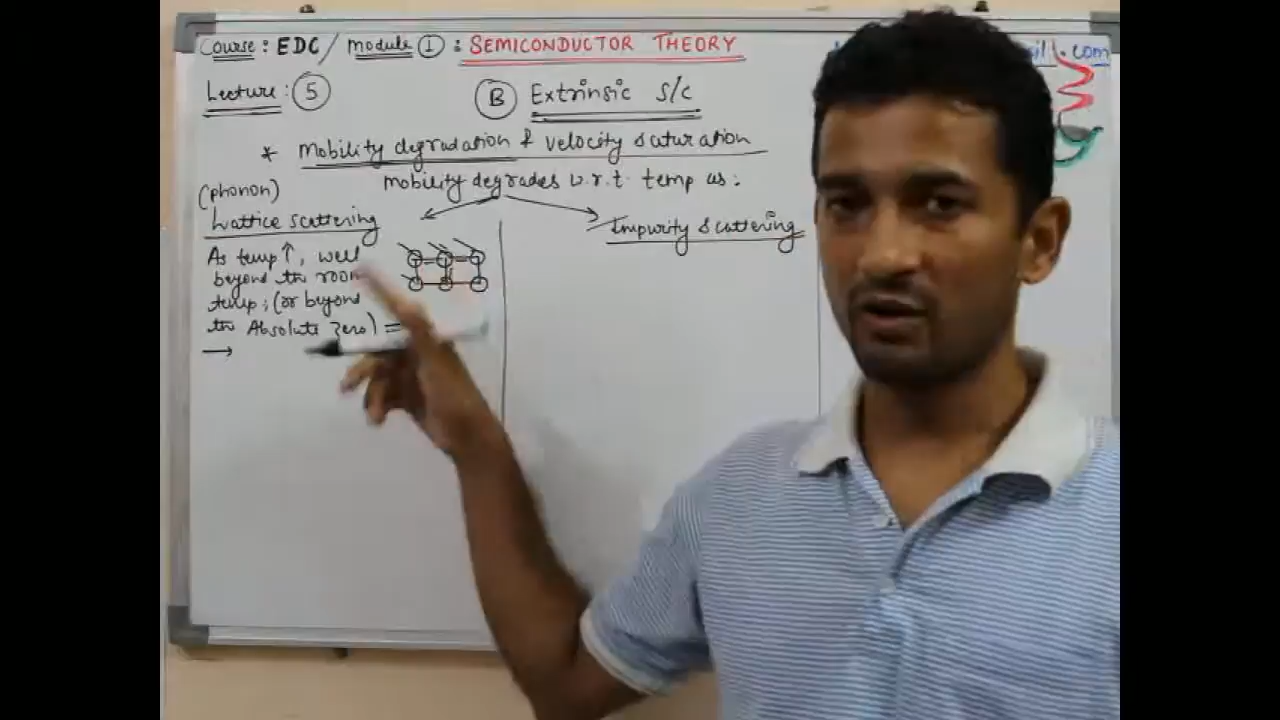 Course: EDC / Module ①: SEMICONDUCTOR THEORY
.com
Lecture: ⑤
Ⓑ Extrinsic S/C
* Mobility degradation & velocity saturation
Mobility degrades w.r.t. temp as:
(phonon)
Lattice scattering
Impurity scattering
As temp ↑, well
beyond the room
temp; (or beyond
the Absolute zero) =
→